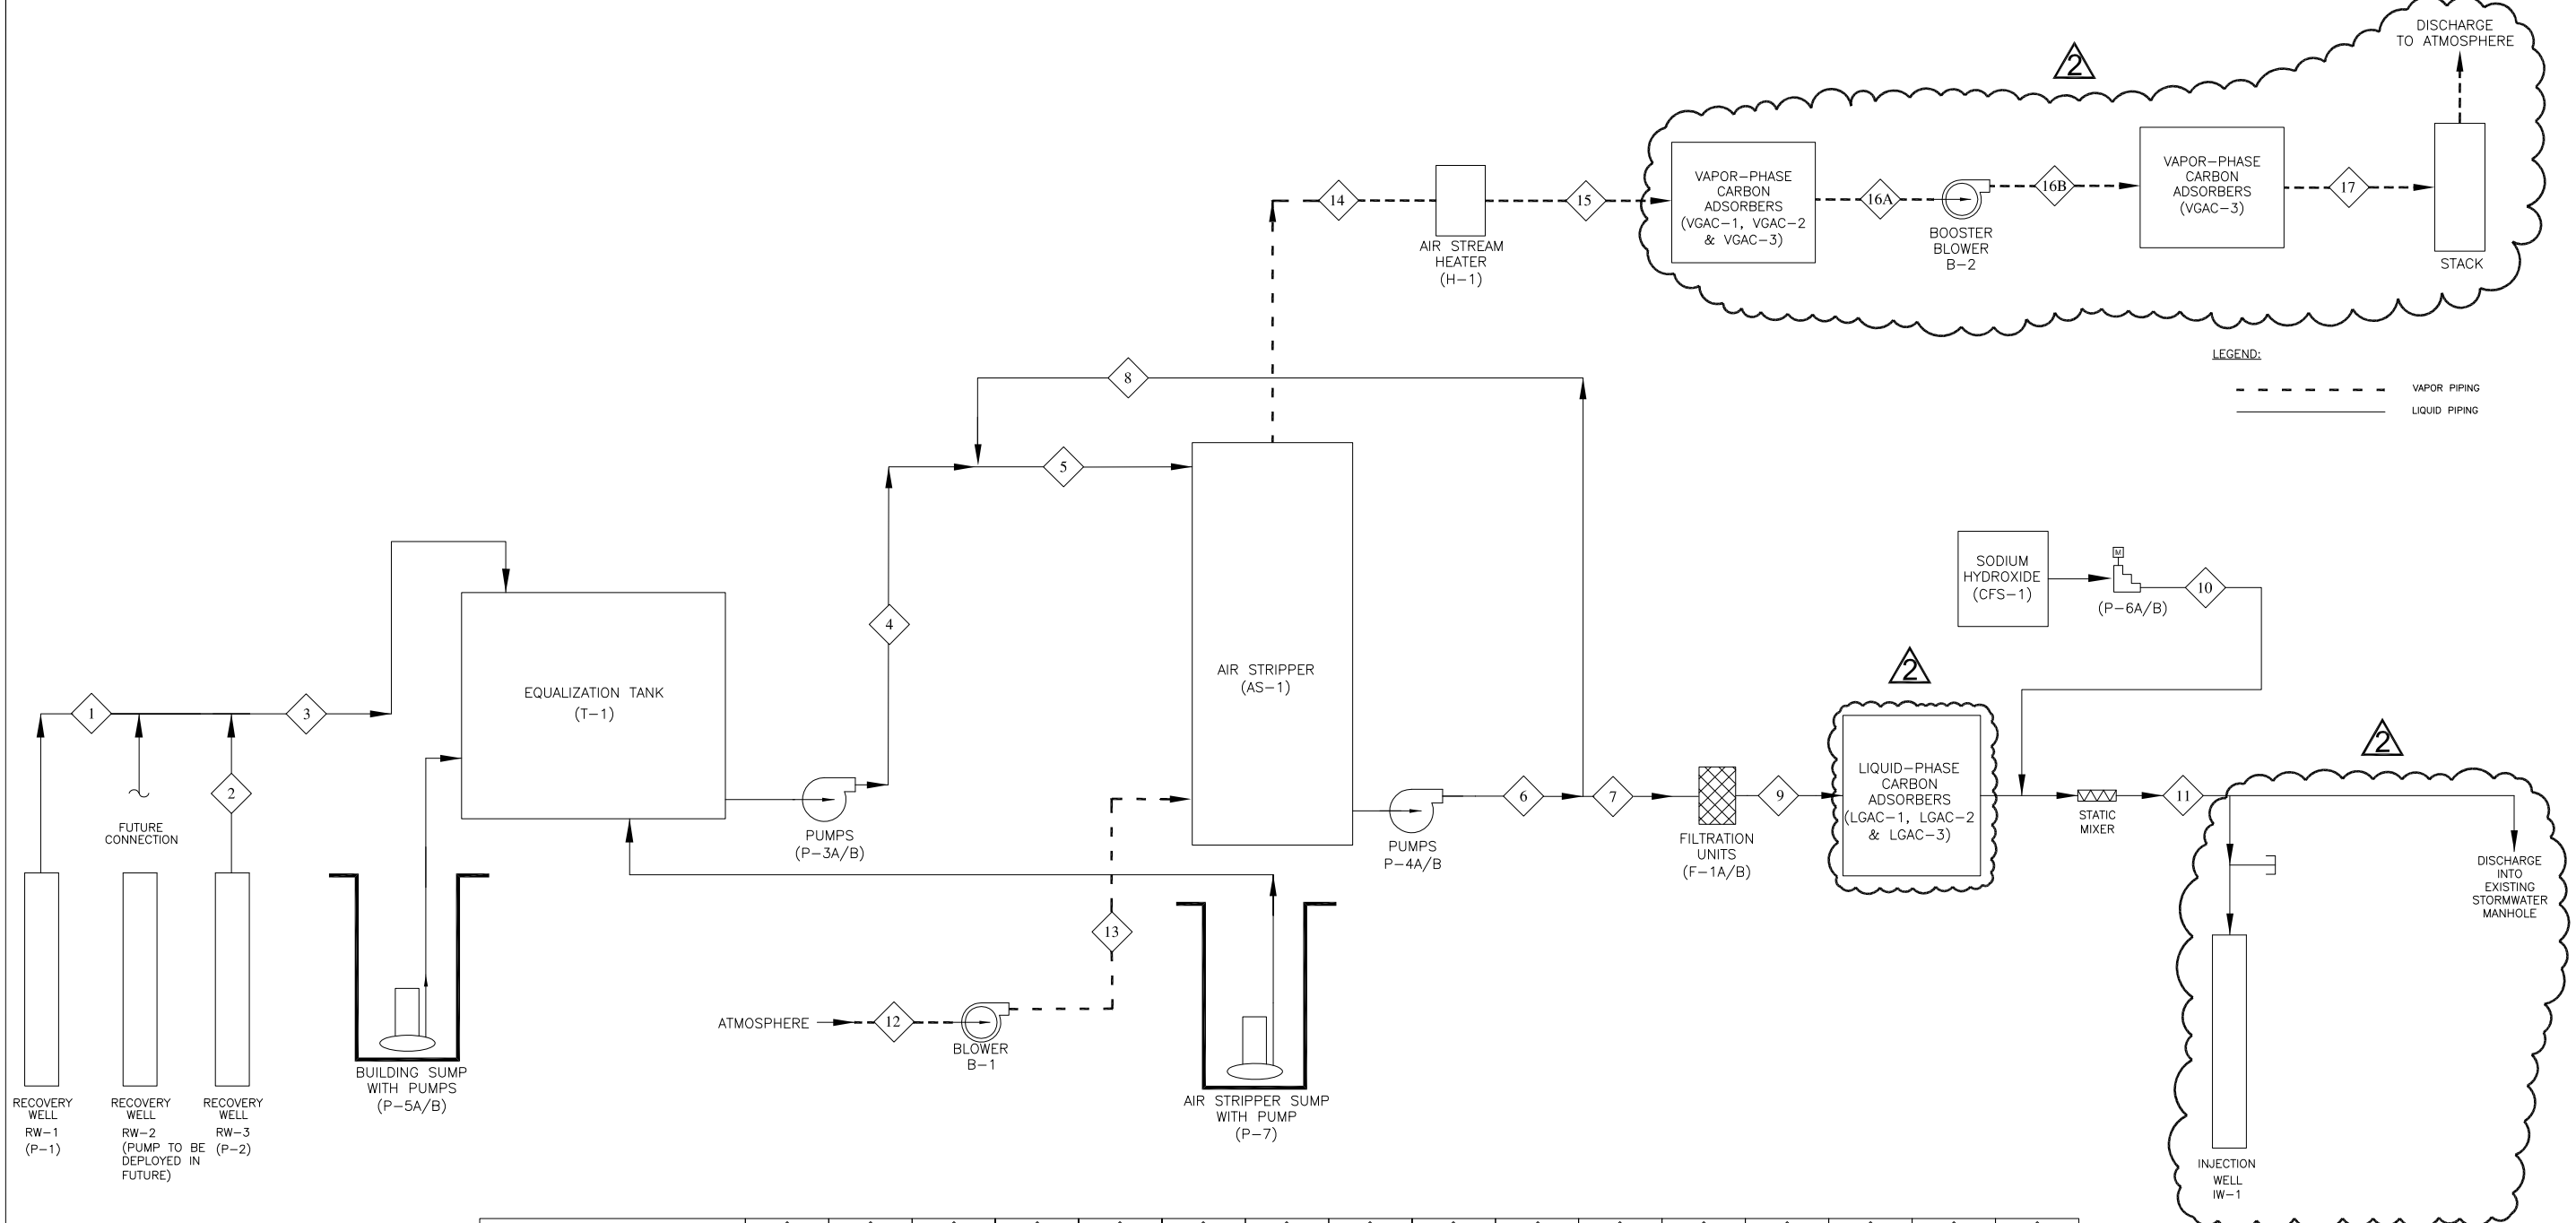 DISCHARGE
TO ATMOSPHERE
2
14
15
VAPOR-PHASE
CARBON
ADSORBERS
(VGAC-1, VGAC-2
& VGAC-3)
16A
16B
VAPOR-PHASE
CARBON
ADSORBERS
(VGAC-3)
17
AIR STREAM
HEATER
(H-1)
BOOSTER
BLOWER
B-2
STACK
LEGEND:
VAPOR PIPING
LIQUID PIPING
8
5
4
EQUALIZATION TANK
(T-1)
AIR STRIPPER
(AS-1)
SODIUM
HYDROXIDE
(CFS-1)
M
(P-6A/B)
10
2
2
1
3
2
FUTURE
CONNECTION
PUMPS
(P-3A/B)
6
7
9
PUMPS
P-4A/B
FILTRATION
UNITS
(F-1A/B)
LIQUID-PHASE
CARBON
ADSORBERS
(LGAC-1, LGAC-2
& LGAC-3)
STATIC
MIXER
11
DISCHARGE
INTO
EXISTING
STORMWATER
MANHOLE
13
ATMOSPHERE
12
BLOWER
B-1
RECOVERY
WELL
RW-1
(P-1)
RECOVERY
WELL
RW-2
(PUMP TO BE
DEPLOYED IN
FUTURE)
RECOVERY
WELL
RW-3
(P-2)
BUILDING SUMP
WITH PUMPS
(P-5A/B)
AIR STRIPPER SUMP
WITH PUMP
(P-7)
INJECTION
WELL
IW-1